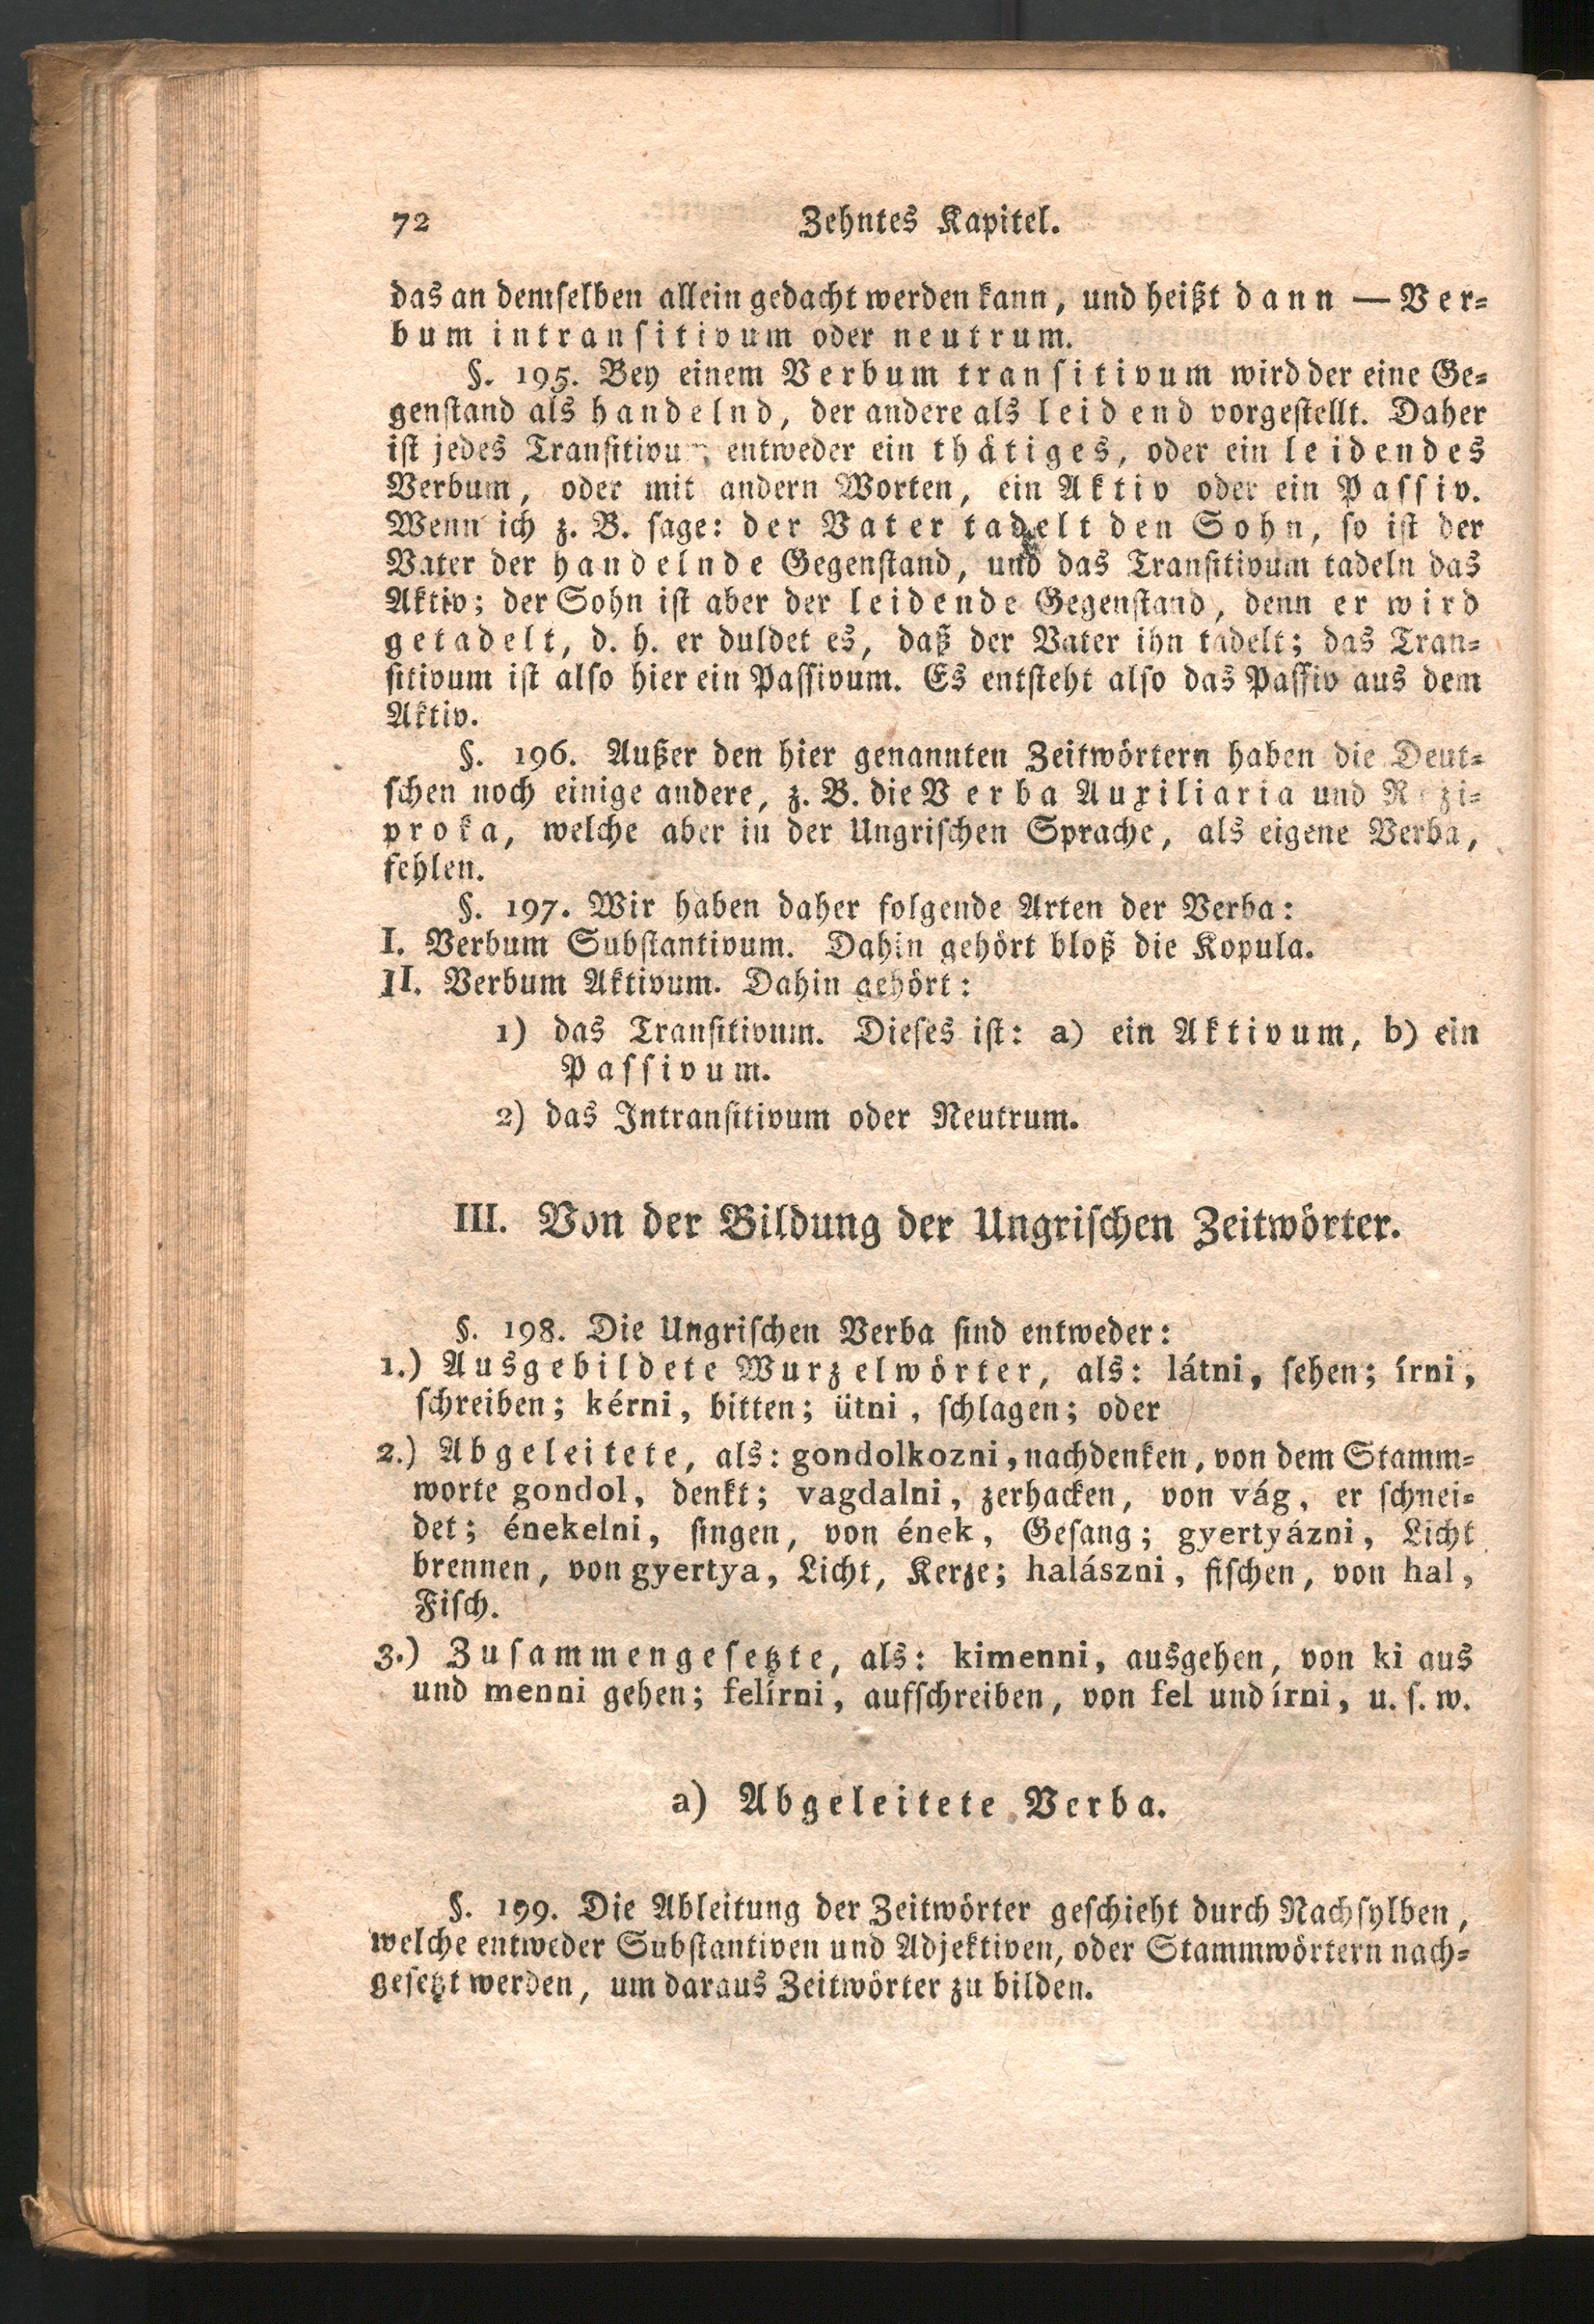 72 Zehntes Kapitel.
das an demselben allein gedacht werden kann, und heißt dann — Ver-
bum intransitivum oder neutrum.
§. 195. Bey einem Verbum transitivum wird der eine Ge-
genstand als handelnd, der andere als leidend vorgestellt. Daher
ist jedes Transitivum entweder ein thätiges, oder ein leidendes
Verbum, oder mit andern Worten, ein Aktiv oder ein Passiv.
Wenn ich z. B. sage: der Vater tadelt den Sohn, so ist der
Vater der handelnde Gegenstand, und das Transitivum tadeln das
Aktiv; der Sohn ist aber der leidende Gegenstand, denn er wird
getadelt, d. h. er duldet es, daß der Vater ihn tadelt; das Tran-
sitivum ist also hier ein Passivum. Es entsteht also das Passiv aus dem
Aktiv.
§. 196. Außer den hier genannten Zeitwörtern haben die Deut-
schen noch einige andere, z. B. die Verba Auxiliaria und Rezi-
proka, welche aber in der Ungrischen Sprache, als eigene Verba,
fehlen.
§. 197. Wir haben daher folgende Arten der Verba:
I. Verbum Substantivum. Dahin gehört bloß die Kopula.
II. Verbum Aktivum. Dahin gehört:
1) das Transitivum. Dieses ist: a) ein Aktivum, b) ein
Passivum.
2) das Intransitivum oder Neutrum.
III. Von der Bildung der Ungrischen Zeitwörter.
§. 198. Die Ungrischen Verba sind entweder:
1.) Ausgebildete Wurzelwörter, als: látni, sehen; írni,
schreiben; kérni, bitten; ütni, schlagen; oder
2.) Abgeleitete, als: gondolkozni, nachdenken, von dem Stamm-
worte gondol, denkt; vagdalni, zerhacken, von vág, er schnei-
det; énekelni, singen, von ének, Gesang; gyertyázni, Licht
brennen, von gyertya, Licht, Kerze; halászni, fischen, von hal,
Fisch.
3.) Zusammengesetzte, als: kimenni, ausgehen, von ki aus
und menni gehen; felírni, aufschreiben, von fel und írni, u. s. w.
a) Abgeleitete Verba.
§. 199. Die Ableitung der Zeitwörter geschieht durch Nachsylben,
welche entweder Substantiven und Adjektiven, oder Stammwörtern nach-
gesetzt werden, um daraus Zeitwörter zu bilden.